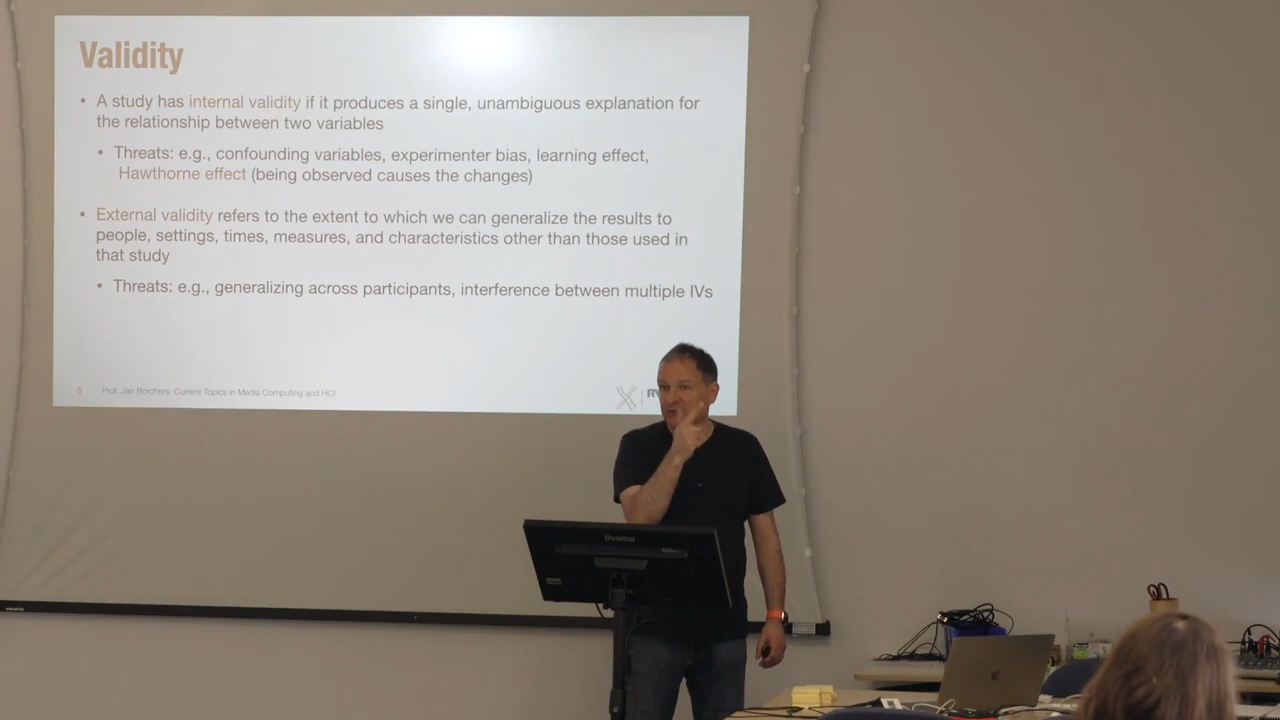 Validity
• A study has internal validity if it produces a single, unambiguous explanation for
the relationship between two variables
• Threats: e.g., confounding variables, experimenter bias, learning effect,
Hawthorne effect (being observed causes the changes)
• External validity refers to the extent to which we can generalize the results to
people, settings, times, measures, and characteristics other than those used in
that study
• Threats: e.g., generalizing across participants, interference between multiple IVs
Prof. Jan Borchers: Current Topics in Media Computing and HCI
iiyama